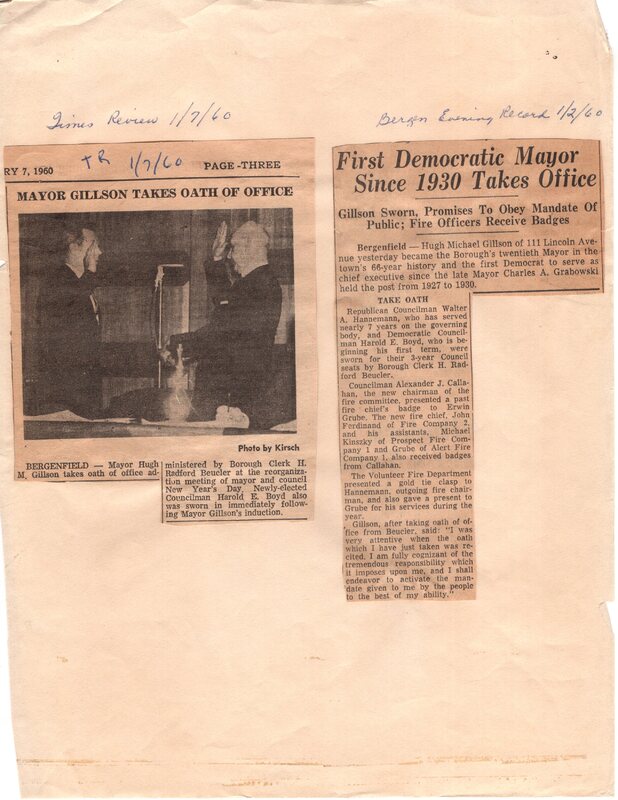 Times Review 1/7/60
RY 7, 1960
TR 1/7/60
PAGE-THREE
MAYOR GILLSON TAKES OATH OF OFFICE
Photo by Kirsch
BERGENFIELD — Mayor Hugh
M. Gillson takes oath of office ad-
ministered by Borough Clerk H.
Radford Beucler at the reorganiza-
tion meeting of mayor and council
New Year's Day. Newly-elected
Councilman Harold E. Boyd also
was sworn in immediately follow-
ing Mayor Gillson's induction.
Bergen Evening Record 1/2/60
First Democratic Mayor
Since 1930 Takes Office
Gillson Sworn, Promises To Obey Mandate Of
Public; Fire Officers Receive Badges
Bergenfield — Hugh Michael Gillson of 111 Lincoln Ave-
nue yesterday became the Borough's twentieth Mayor in the
town's 66-year history and the first Democrat to serve as
chief executive since the late Mayor Charles A. Grabowski
held the post from 1927 to 1930.
TAKE OATH
Republican Councilman Walter
A. Hannemann, who has served
nearly 7 years on the governing
body, and Democratic Council-
man Harold E. Boyd, who is be-
ginning his first term, were
sworn for their 3-year Council
seats by Borough Clerk H. Rad-
ford Beucler.
Councilman Alexander J. Calla-
han, the new chairman of the
fire committee, presented a past
fire chief's badge to Erwin
Grube. The new fire chief, John
Ferdinand of Fire Company 2,
and his assistants, Michael
Kinszky of Prospect Fire Com-
pany 1 and Grube of Alert Fire
Company 1, also received badges
from Callahan.
The Volunteer Fire Department
presented a gold tie clasp to
Hannemann, outgoing fire chair-
man, and also gave a present to
Grube for his services during the
year.
Gillson, after taking oath of of-
fice from Beucler, said: "I was
very attentive when the oath
which I have just taken was re-
cited. I am fully cognizant of the
tremendous responsibility which
it imposes upon me, and I shall
endeavor to activate the man-
date given to me by the people
to the best of my ability."